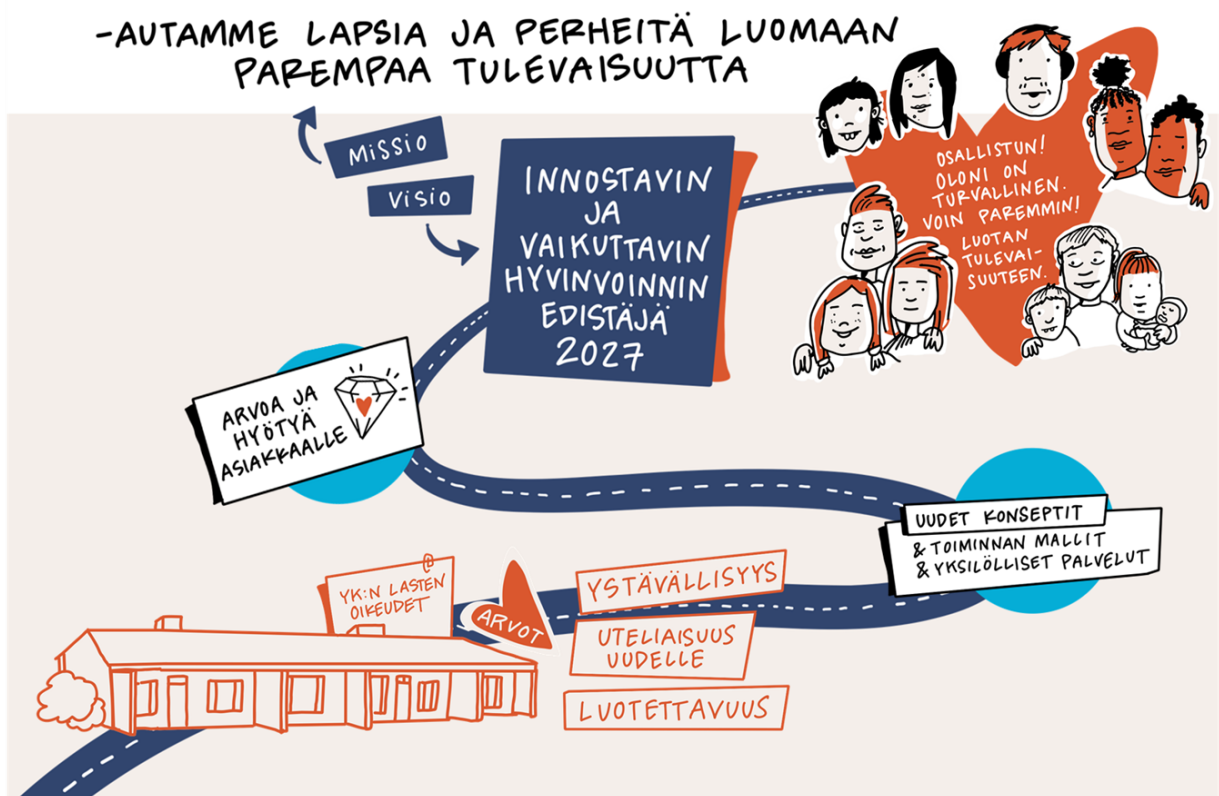 -AUTAMME LAPSIA JA PERHEITÄ LUOMAAN
PAREMPAA TULEVAISUUTTA
MISSIO
VISIO
INNOSTAVIN
JA
VAIKUTTAVIN
HYVINVOINNIN
EDISTÄJÄ
2027
OSALLISTUN!
OLONI ON
TURVALLINEN.
VOIN PAREMMIN!
LUOTAN
TULEVAI-
SUUTEEN.
ARVOA JA
HYÖTYÄ
ASIAKKAALLE
UUDET KONSEPTIT
& TOIMINNAN MALLIT
& YKSILÖLLISET PALVELUT
@
YK:N LASTEN
OIKEUDET
ARVOT
YSTÄVÄLLISYYS
UTELIAISUUS
UUDELLE
LUOTETTAVUUS